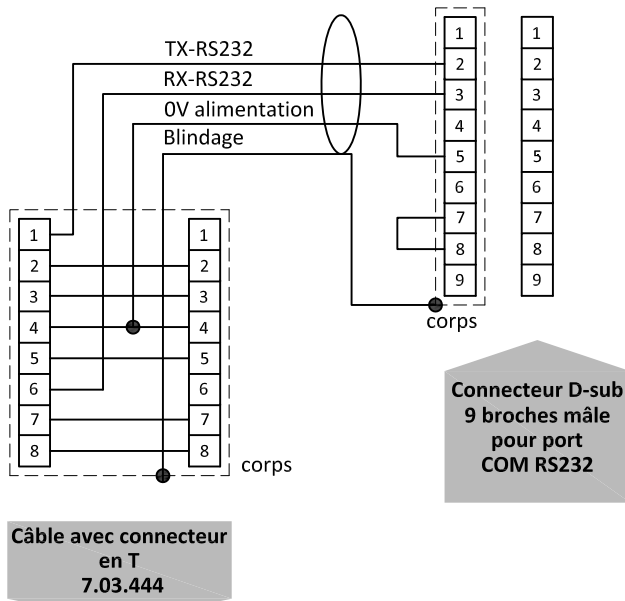 TX-RS232
RX-RS232
0V alimentation
Blindage
1
2
3
4
5
6
7
8
9
1
2
3
4
5
6
7
8
9
corps
1
2
3
4
5
6
7
8
1
2
3
4
5
6
7
8
corps
Connecteur D-sub
9 broches mâle
pour port
COM RS232
Câble avec connecteur
en T
7.03.444